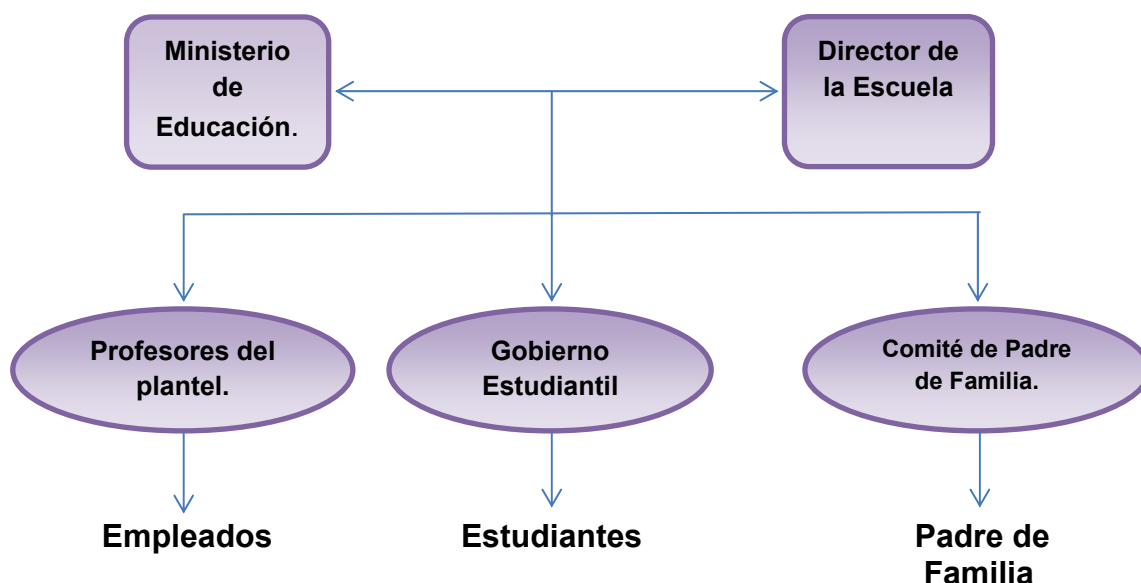 Ministerio
de
Educación.
Director de
la Escuela
Profesores del
plantel.
Gobierno
Estudiantil
Comité de Padre
de Familia.
Empleados
Estudiantes
Padre de
Familia